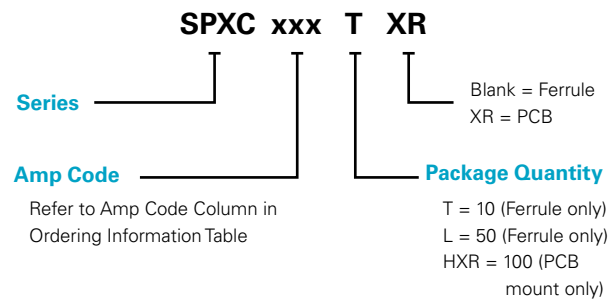 SPXC xxx T XR
Series
Blank = Ferrule
XR = PCB
Amp Code
Refer to Amp Code Column in
Ordering Information Table
Package Quantity
T = 10 (Ferrule only)
L = 50 (Ferrule only)
HXR = 100 (PCB
mount only)